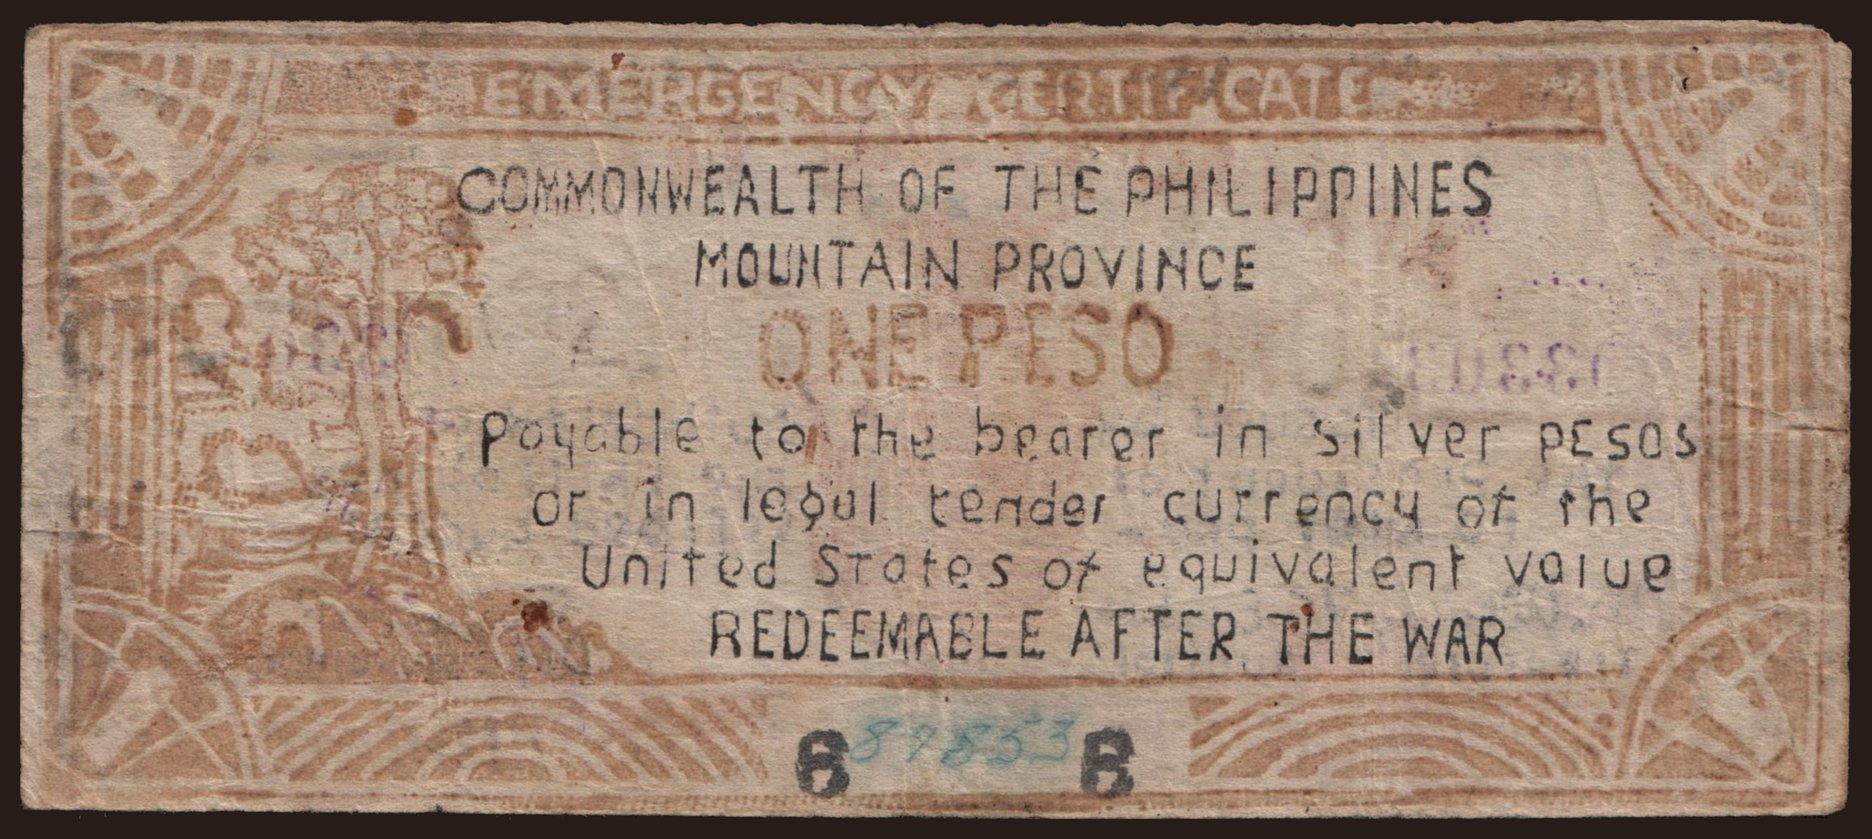 EMERGENCY CERTIFICATE
COMMONWEALTH OF THE PHILIPPINES
MOUNTAIN PROVINCE
ONE PESO
Payable to the bearer in silver pesos
or in legal tender currency of the
United States of equivalent value
REDEEMABLE AFTER THE WAR
87853